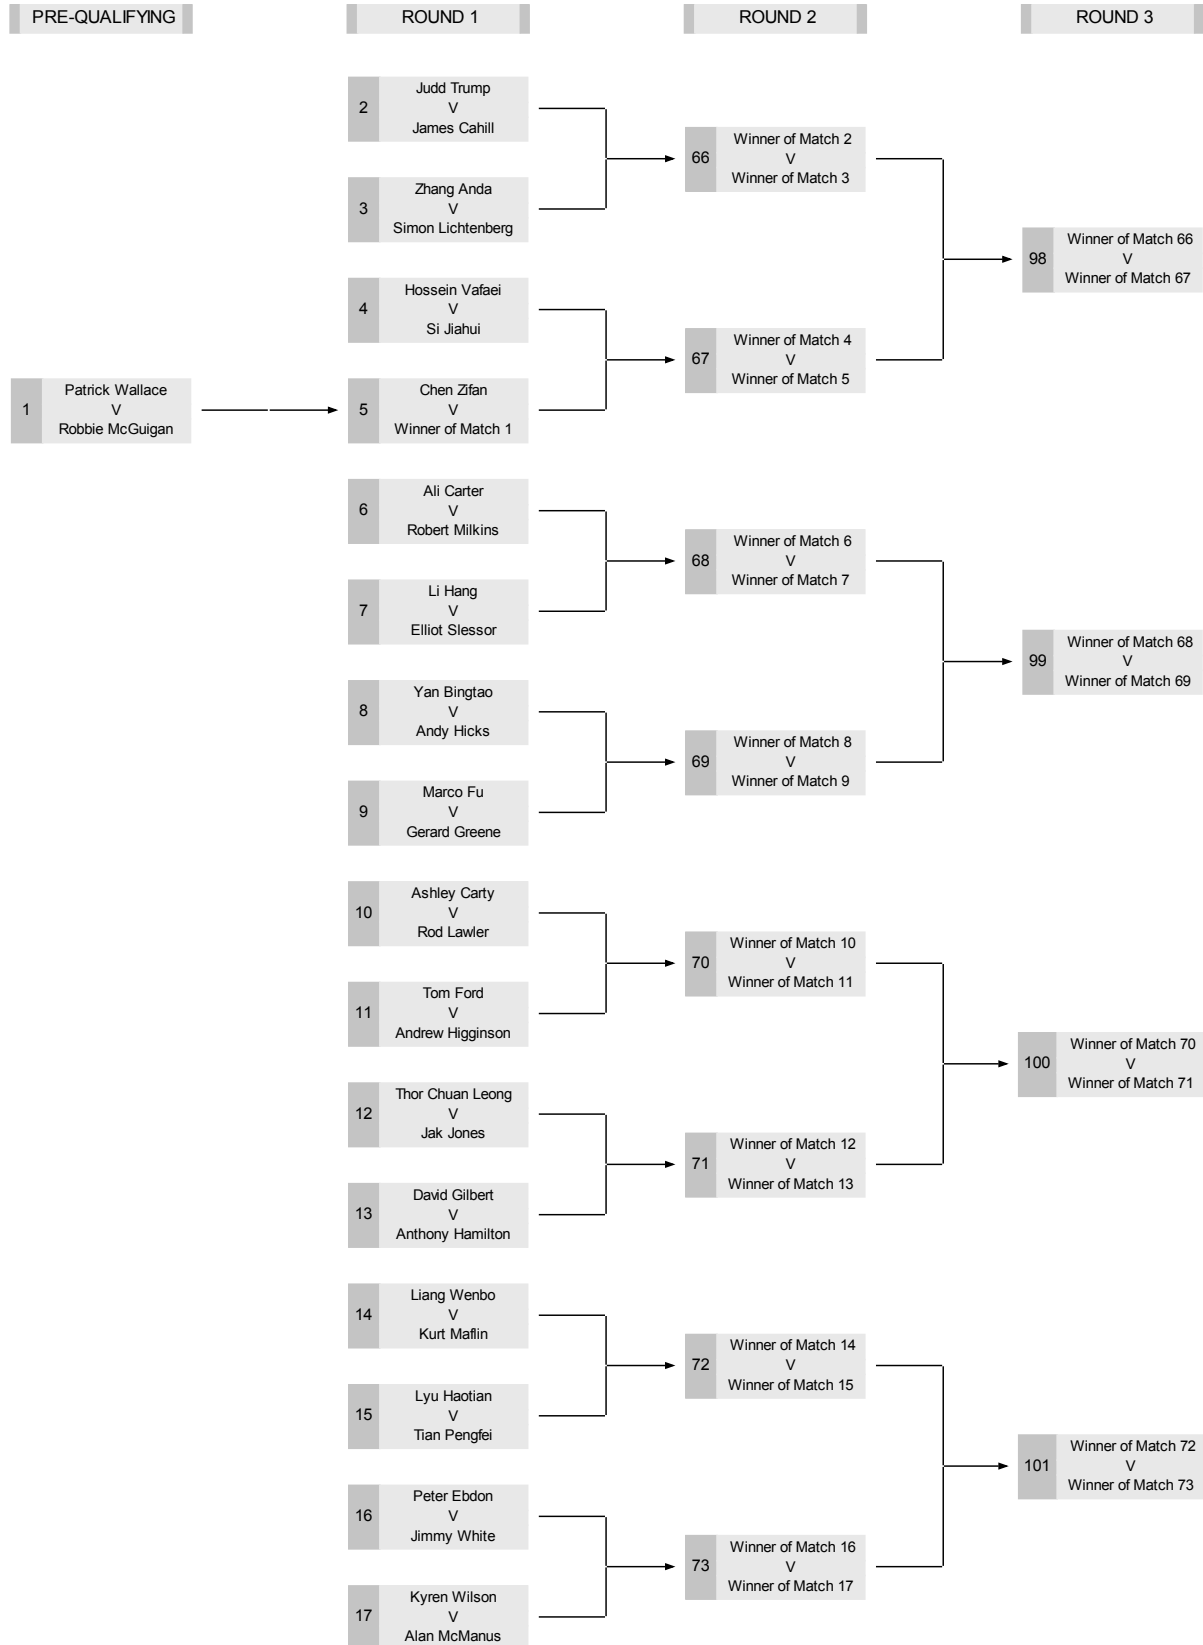 PRE-QUALIFYING
ROUND 1
ROUND 2
ROUND 3
1
Patrick Wallace
V
Robbie McGuigan
2
Judd Trump
V
James Cahill
3
Zhang Anda
V
Simon Lichtenberg
4
Hossein Vafaei
V
Si Jiahui
5
Chen Zifan
V
Winner of Match 1
6
Ali Carter
V
Robert Milkins
7
Li Hang
V
Elliot Slessor
8
Yan Bingtao
V
Andy Hicks
9
Marco Fu
V
Gerard Greene
10
Ashley Carty
V
Rod Lawler
11
Tom Ford
V
Andrew Higginson
12
Thor Chuan Leong
V
Jak Jones
13
David Gilbert
V
Anthony Hamilton
14
Liang Wenbo
V
Kurt Maflin
15
Lyu Haotian
V
Tian Pengfei
16
Peter Ebdon
V
Jimmy White
17
Kyren Wilson
V
Alan McManus
66
Winner of Match 2
V
Winner of Match 3
67
Winner of Match 4
V
Winner of Match 5
68
Winner of Match 6
V
Winner of Match 7
69
Winner of Match 8
V
Winner of Match 9
70
Winner of Match 10
V
Winner of Match 11
71
Winner of Match 12
V
Winner of Match 13
72
Winner of Match 14
V
Winner of Match 15
73
Winner of Match 16
V
Winner of Match 17
98
Winner of Match 66
V
Winner of Match 67
99
Winner of Match 68
V
Winner of Match 69
100
Winner of Match 70
V
Winner of Match 71
101
Winner of Match 72
V
Winner of Match 73